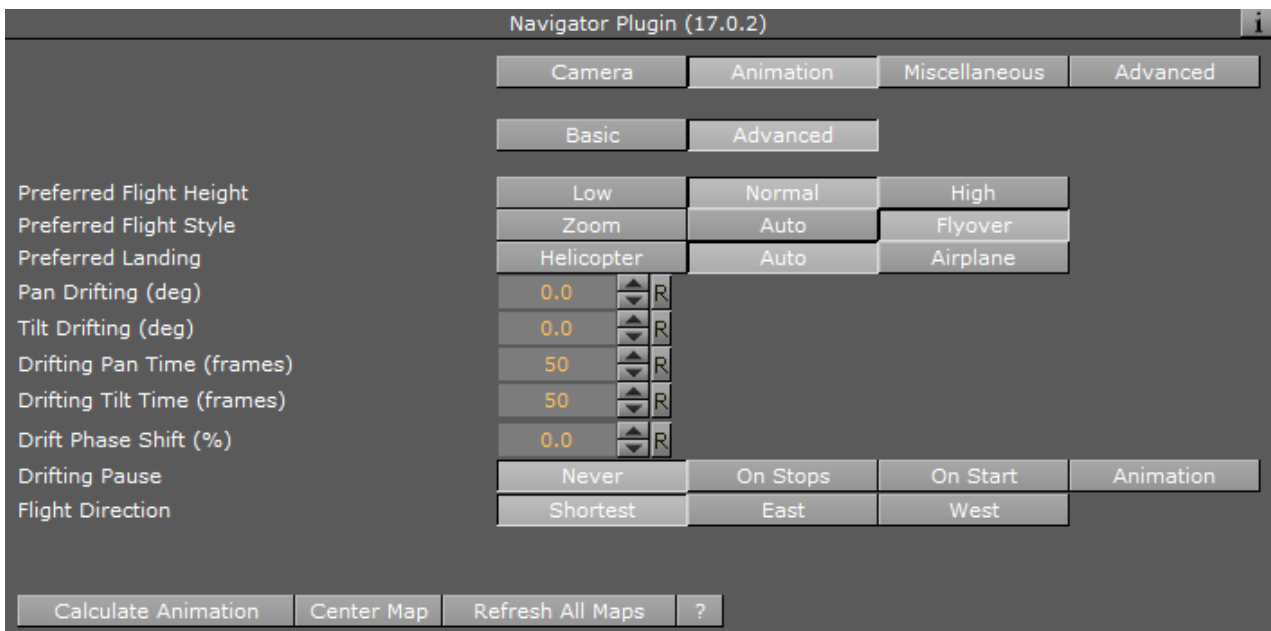 Navigator Plugin (17.0.2) i
Camera Animation Miscellaneous Advanced
Basic Advanced
Preferred Flight Height Low Normal High
Preferred Flight Style Zoom Auto Flyover
Preferred Landing Helicopter Auto Airplane
Pan Drifting (deg) 0.0 R
Tilt Drifting (deg) 0.0 R
Drifting Pan Time (frames) 50 R
Drifting Tilt Time (frames) 50 R
Drift Phase Shift (%) 0.0 R
Drifting Pause Never On Stops On Start Animation
Flight Direction Shortest East West
Calculate Animation Center Map Refresh All Maps ?